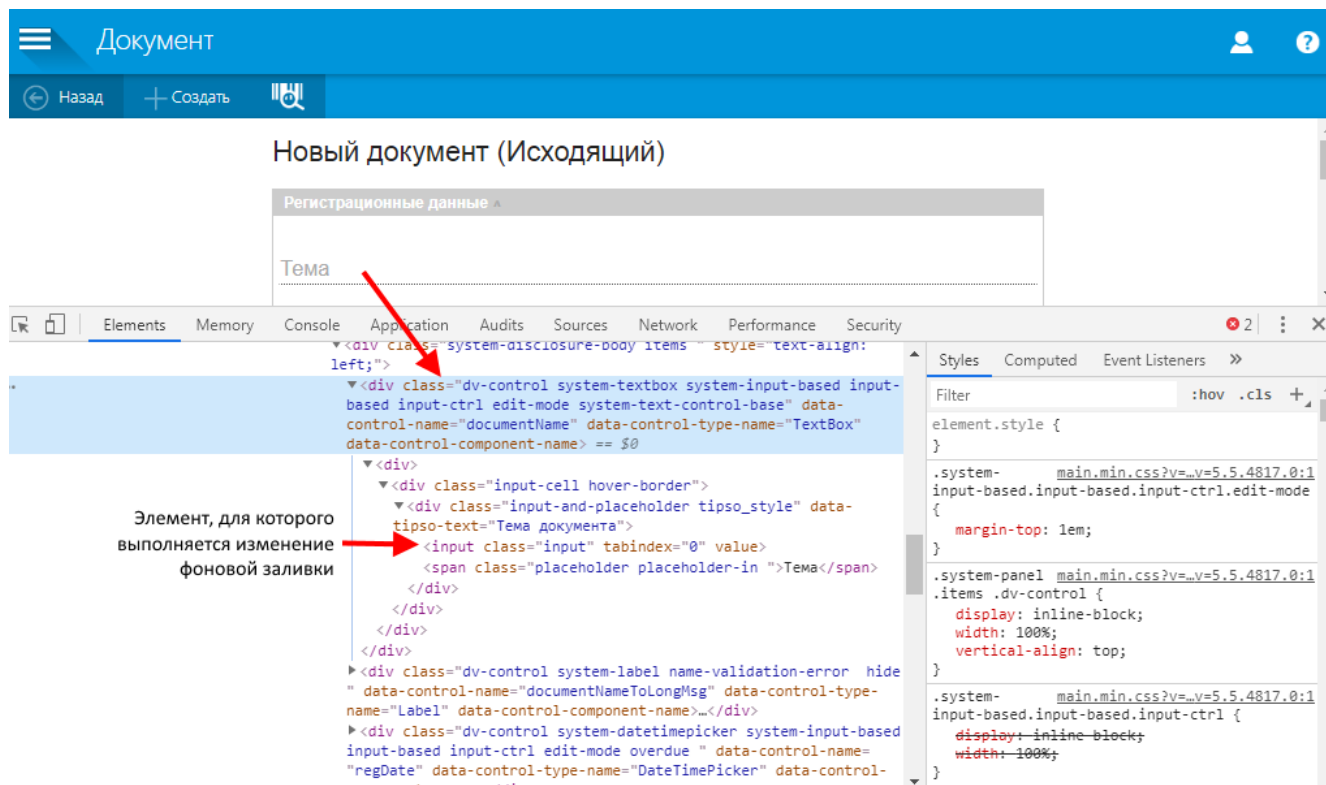 Документ
Назад
Создать
Новый документ (Исходящий)
Регистрационные данные ^
Тема
Elements Memory Console Application Audits Sources Network Performance Security 2
▼<div class="system-disclosure-body items " style="text-align:
left;">
▼<div class="dv-control system-textbox system-input-based input-
based input-ctrl edit-mode system-text-control-base" data-
control-name="documentName" data-control-type-name="TextBox"
data-control-component-name> == $0
▼<div>
▼<div class="input-cell hover-border">
▼<div class="input-and-placeholder tipso_style" data-
tipso-text="Тема документа">
<input class="input" tabindex="0" value>
<span class="placeholder placeholder-in ">Тема</span>
</div>
</div>
</div>
</div>
▶<div class="dv-control system-label name-validation-error  hide
" data-control-name="documentNameToLongMsg" data-control-type-
name="Label" data-control-component-name>…</div>
▶<div class="dv-control system-datetimepicker system-input-based
input-based input-ctrl edit-mode overdue " data-control-name=
"regDate" data-control-type-name="DateTimePicker" data-control-
Элемент, для которого
выполняется изменение
фоновой заливки
Styles Computed Event Listeners »
Filter :hov .cls +
element.style {
}
.system- main.min.css?v=…v=5.5.4817.0:1
input-based.input-based.input-ctrl.edit-mode
{
margin-top: 1em;
}
.system-panel main.min.css?v=…v=5.5.4817.0:1
.items .dv-control {
display: inline-block;
width: 100%;
vertical-align: top;
}
.system- main.min.css?v=…v=5.5.4817.0:1
input-based.input-based.input-ctrl {
display: inline-block;
width: 100%;
}